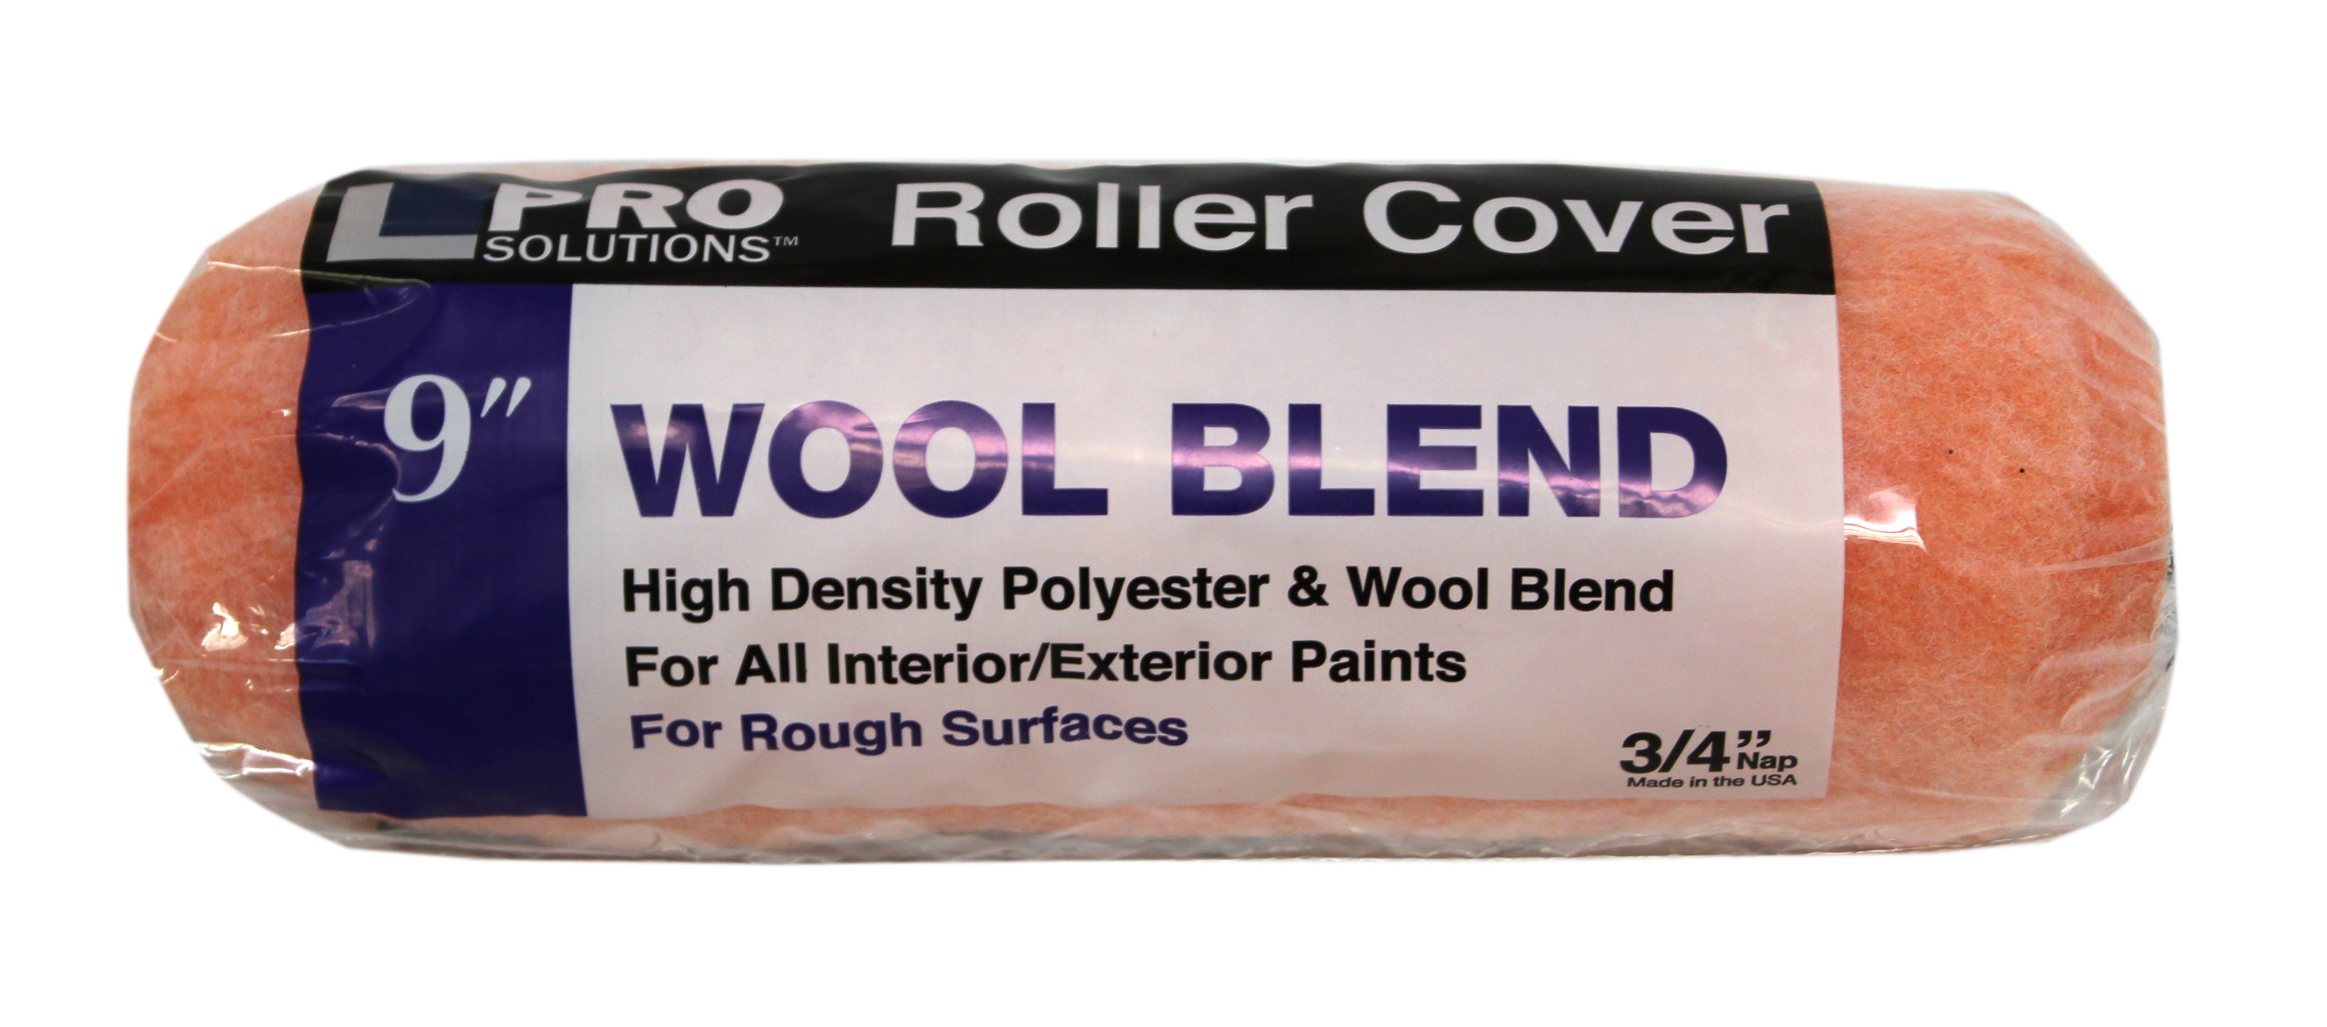 PRO Roller Cover
SOLUTIONS™
9"
WOOL BLEND
High Density Polyester & Wool Blend
For All Interior/Exterior Paints
For Rough Surfaces
3/4” Nap
Made in the USA